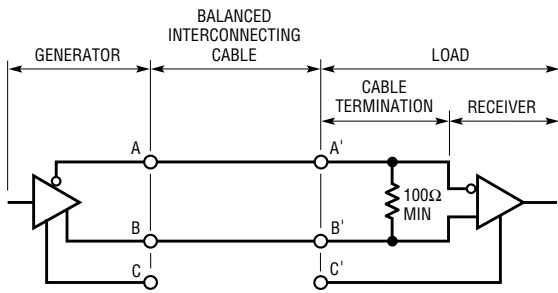 BALANCED
INTERCONNECTING
CABLE
GENERATOR
LOAD
CABLE
TERMINATION
RECEIVER
A
A'
100Ω
MIN
B
B'
C
C'